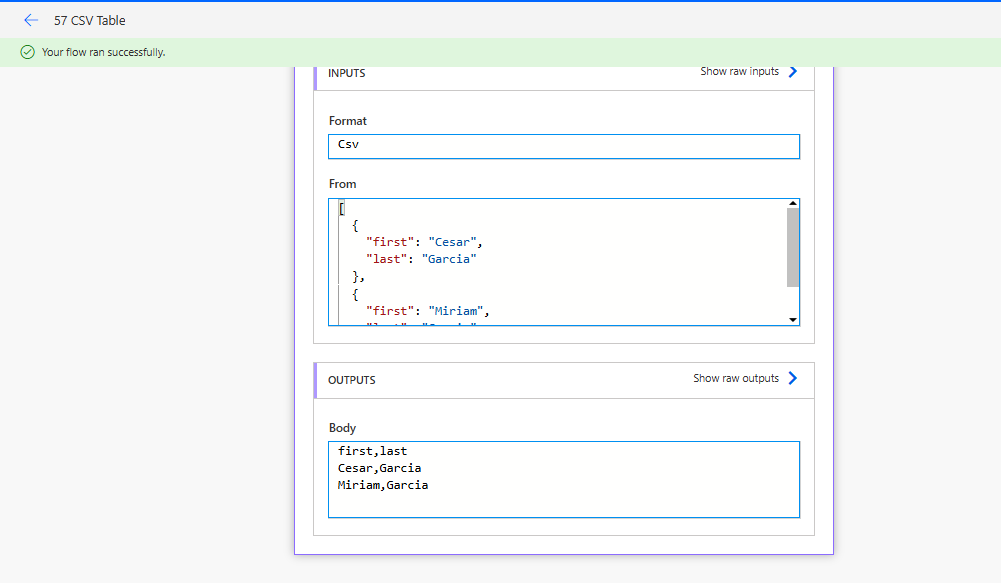 57 CSV Table
Your flow ran successfully.
INPUTS
Show raw inputs
Format
Csv
From
[
{
"first": "Cesar",
"last": "Garcia"
},
{
"first": "Miriam",
OUTPUTS
Show raw outputs
Body
first,last
Cesar,Garcia
Miriam,Garcia